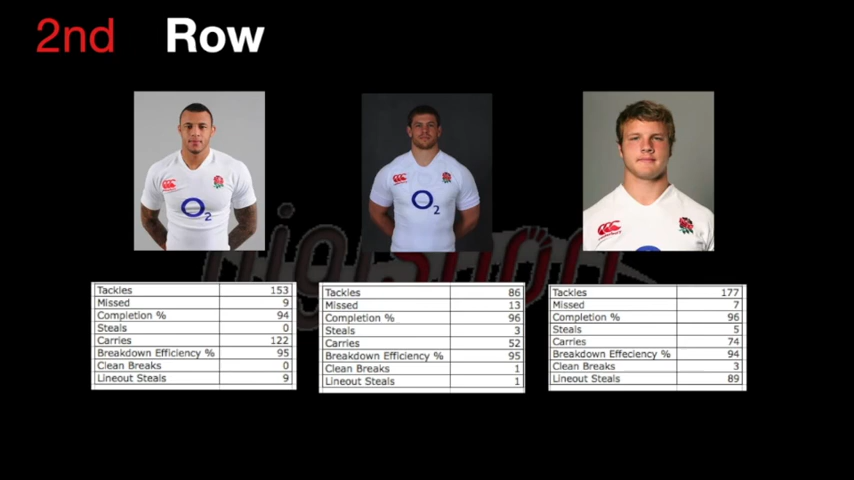 2nd Row
O2
O2
Tackles 153
Missed 9
Completion % 94
Steals 0
Carries 122
Breakdown Efficiency % 95
Clean Breaks 0
Lineout Steals 9
Tackles 86
Missed 13
Completion % 96
Steals 3
Carries 52
Breakdown Efficiency % 95
Clean Breaks 1
Lineout Steals 1
Tackles 177
Missed 7
Completion % 96
Steals 5
Carries 74
Breakdown Effeciency % 94
Clean Breaks 3
Lineout Steals 89